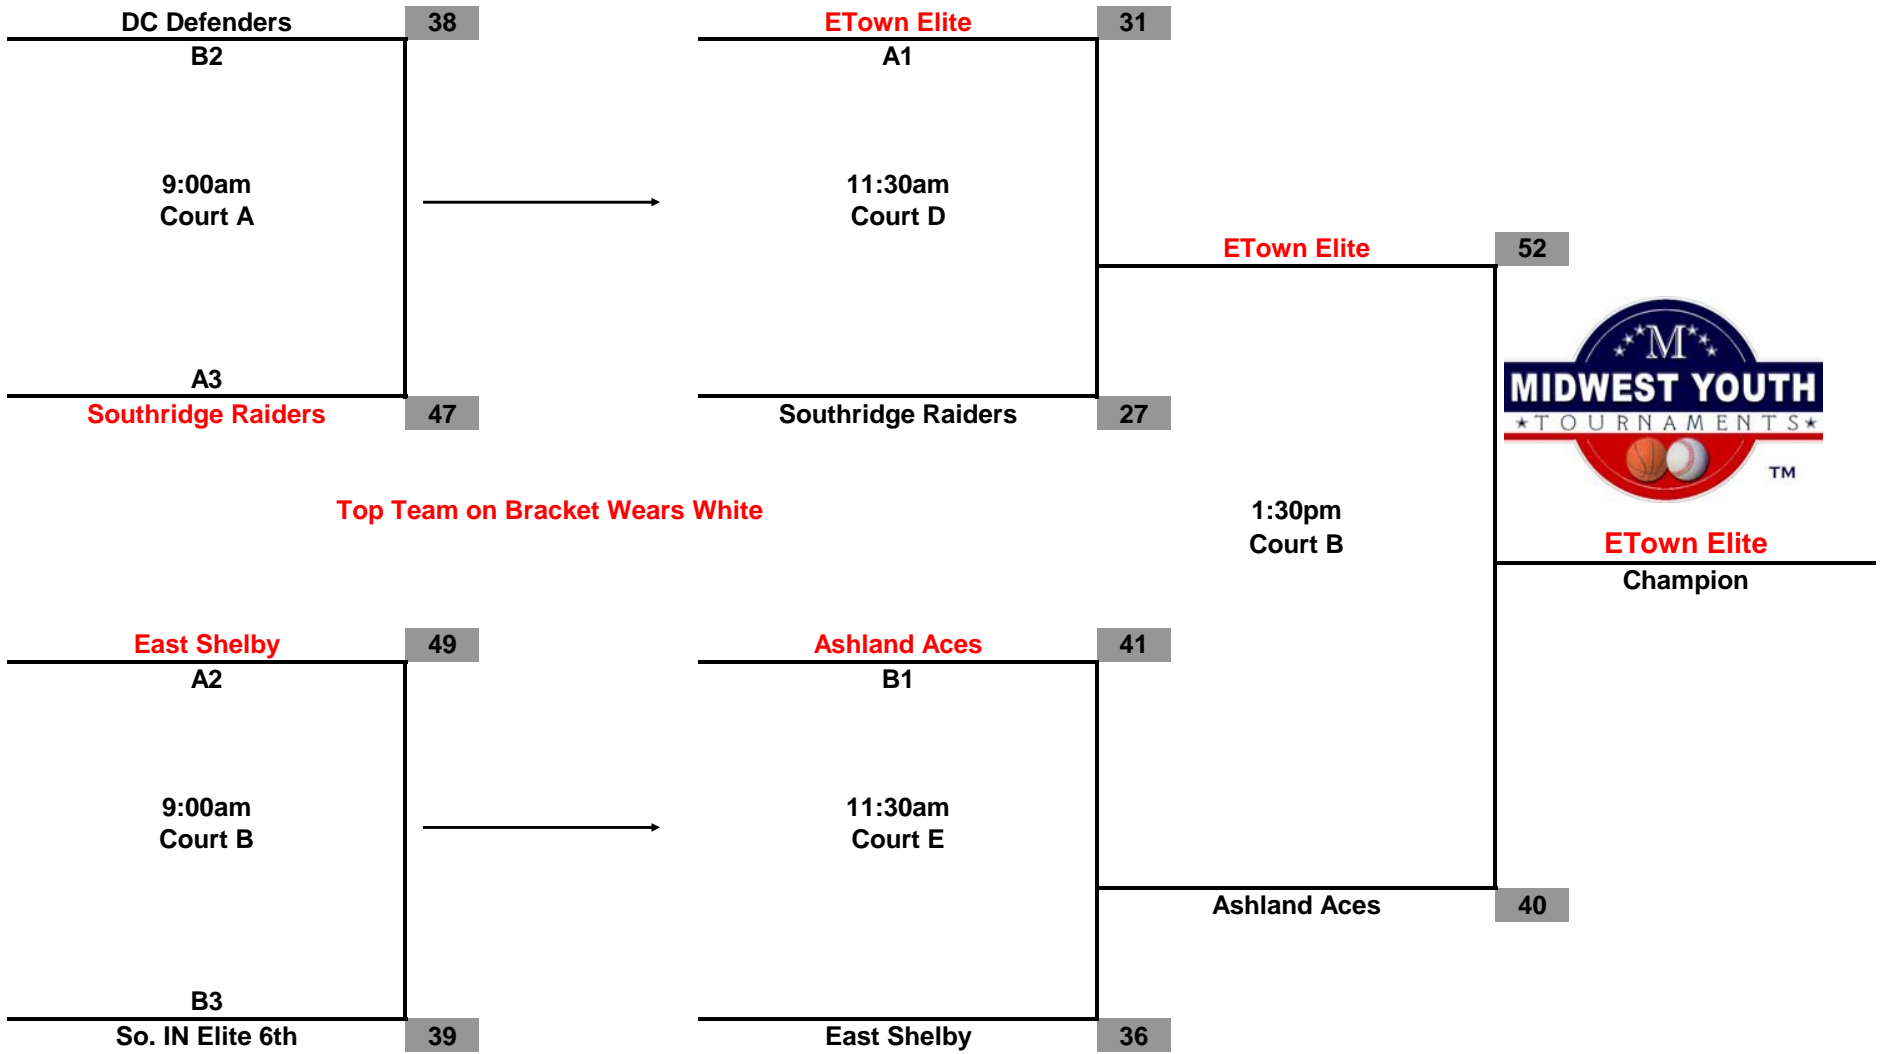 DC Defenders 38
B2
9:00am
Court A
A3
Southridge Raiders 47
ETown Elite 31
A1
11:30am
Court D
Southridge Raiders 27
ETown Elite 52
M
MIDWEST YOUTH
TOURNAMENTS
TM
Top Team on Bracket Wears White
1:30pm
Court B
ETown Elite
Champion
East Shelby 49
A2
9:00am
Court B
B3
So. IN Elite 6th 39
Ashland Aces 41
B1
11:30am
Court E
East Shelby 36
Ashland Aces 40